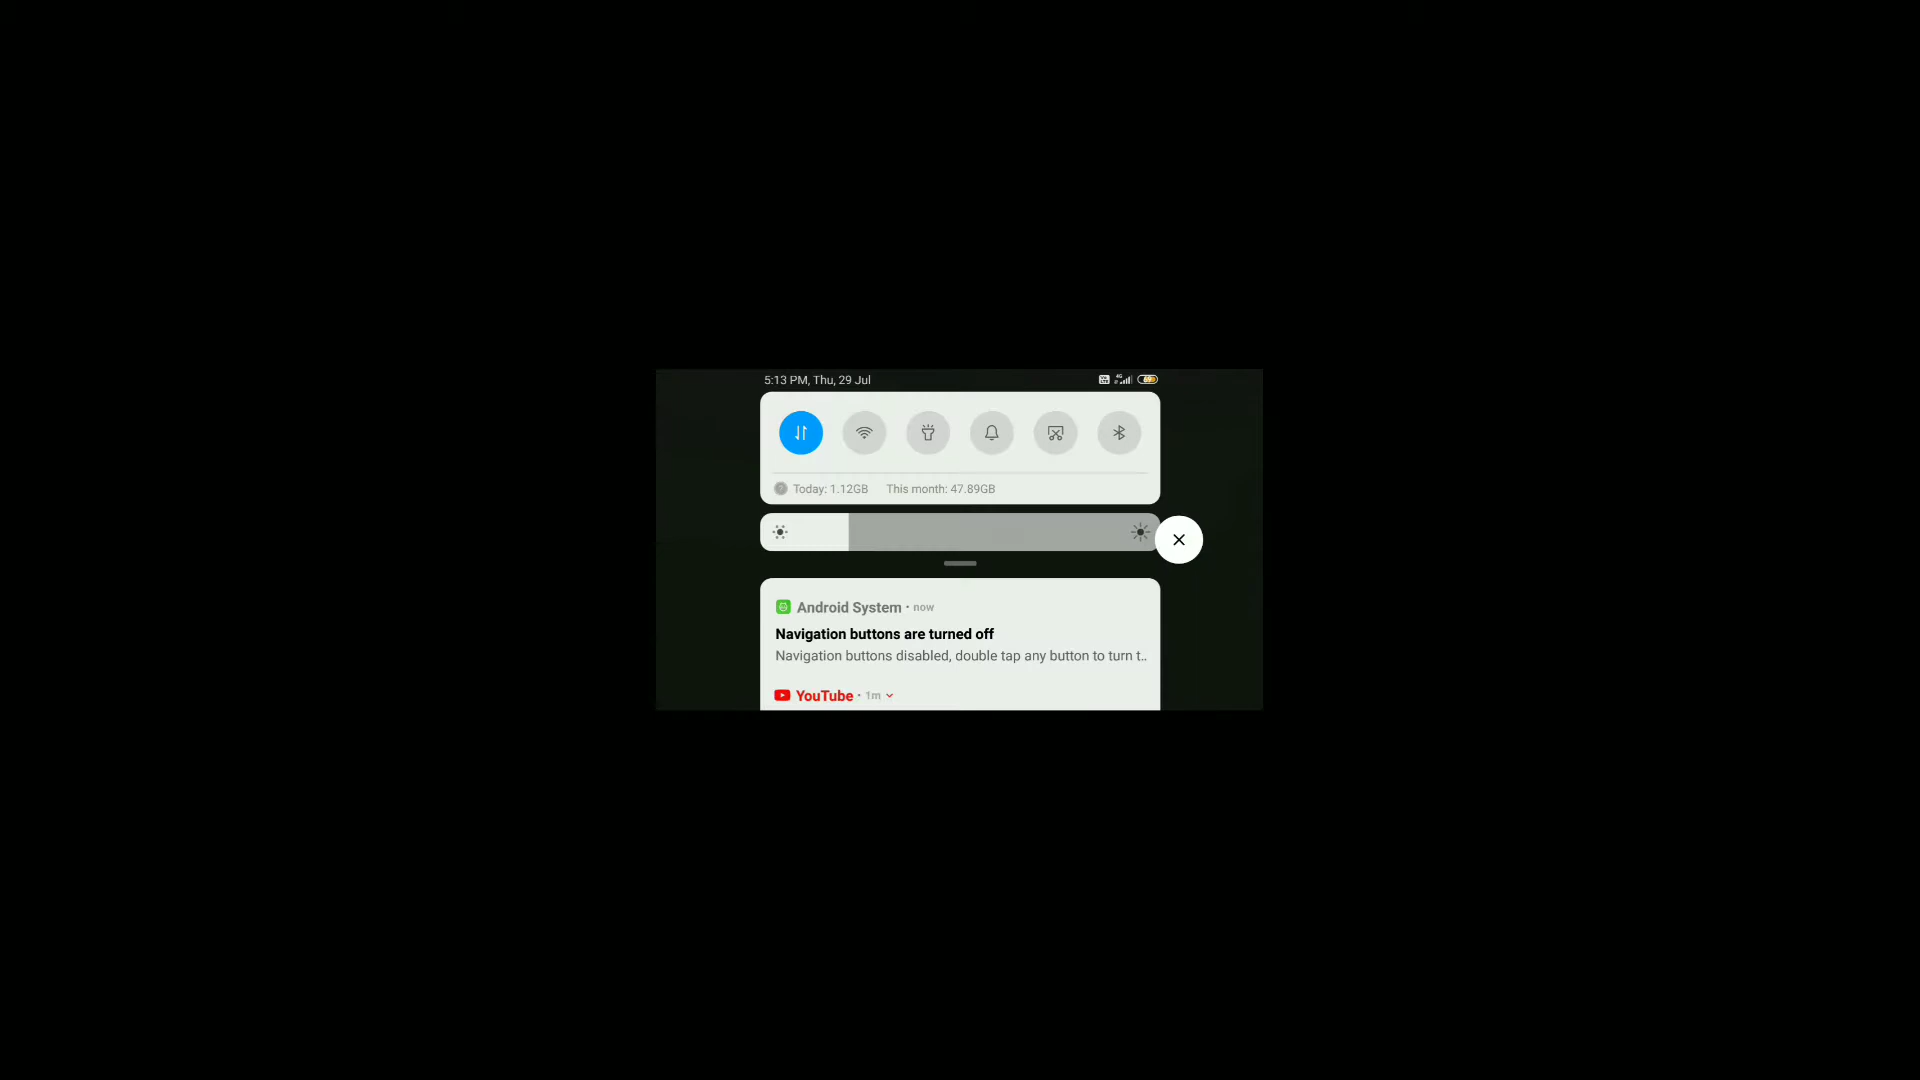 5:13 PM, Thu, 29 Jul
Today: 1.12GB This month: 47.89GB
Android System • now
Navigation buttons are turned off
Navigation buttons disabled, double tap any button to turn t..
YouTube • 1m